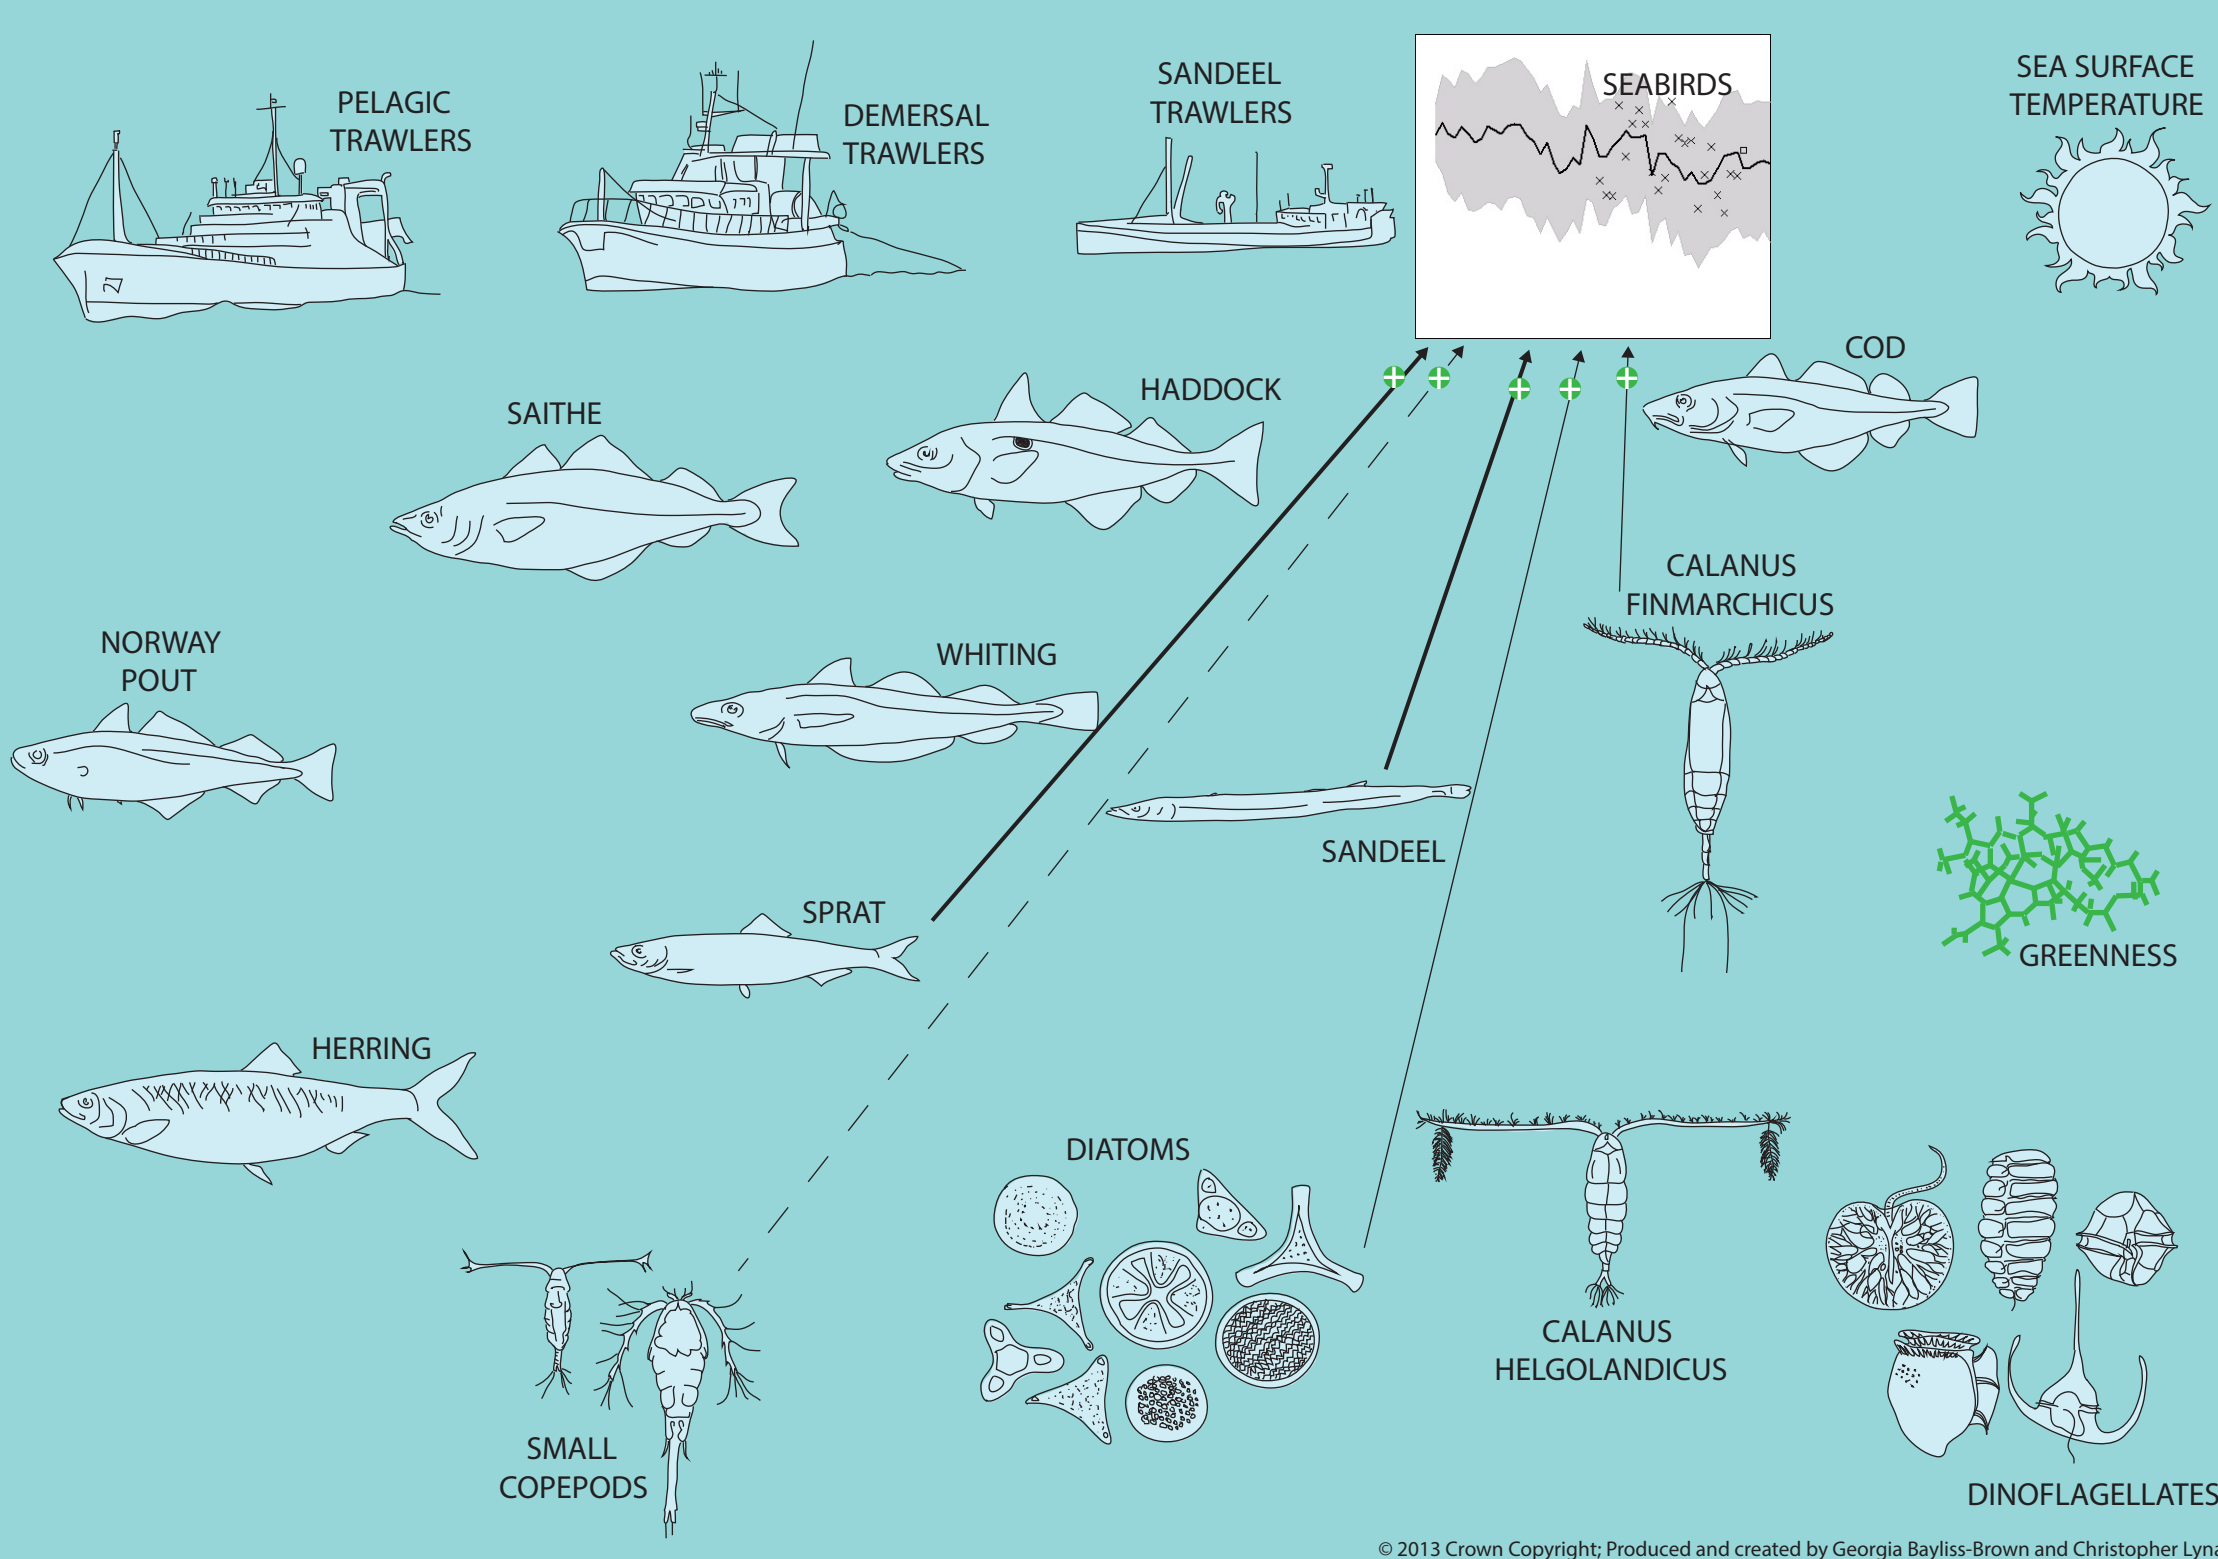 PELAGIC
TRAWLERS
DEMERSAL
TRAWLERS
SANDEEL
TRAWLERS
SEABIRDS
SEA SURFACE
TEMPERATURE
COD
HADDOCK
SAITHE
CALANUS
FINMARCHICUS
NORWAY
POUT
WHITING
SANDEEL
SPRAT
GREENNESS
HERRING
DIATOMS
CALANUS
HELGOLANDICUS
SMALL
COPEPODS
DINOFLAGELLATES
© 2013 Crown Copyright; Produced and created by Georgia Bayliss-Brown and Christopher Lyna